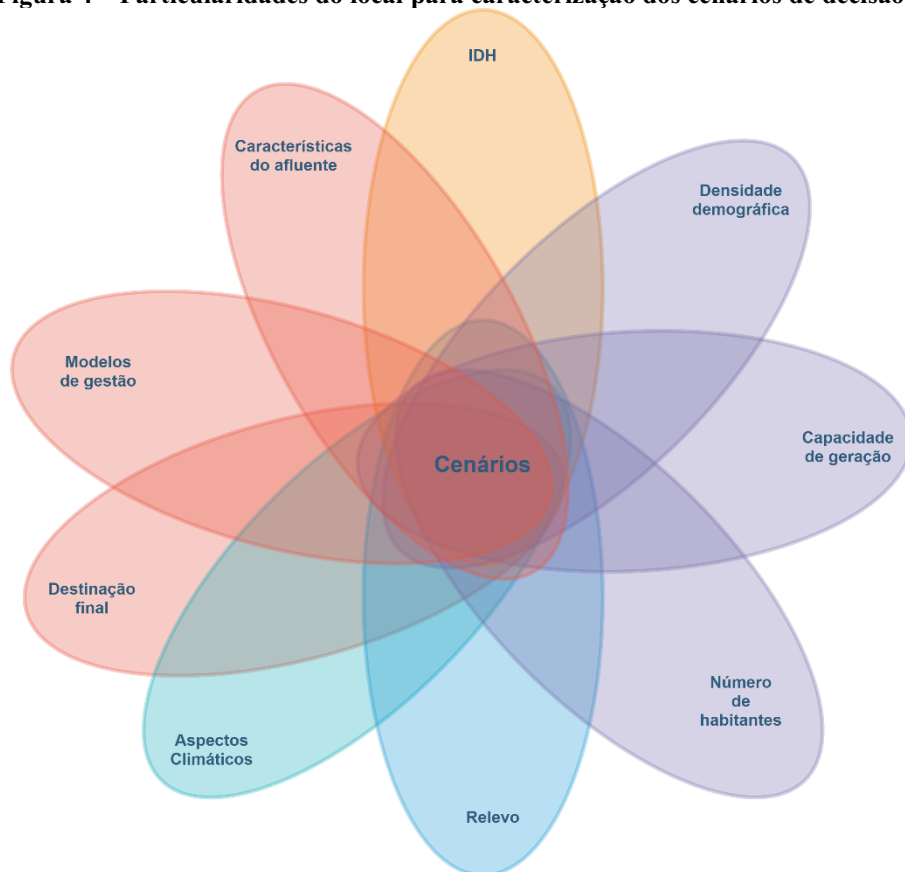 Figura 4 – Particularidades do local para caracterização dos cenários de decisão
IDH
Características
do afluente
Densidade
demográfica
Modelos
de gestão
Capacidade
de geração
Cenários
Destinação
final
Número
de
habitantes
Aspectos
Climáticos
Relevo